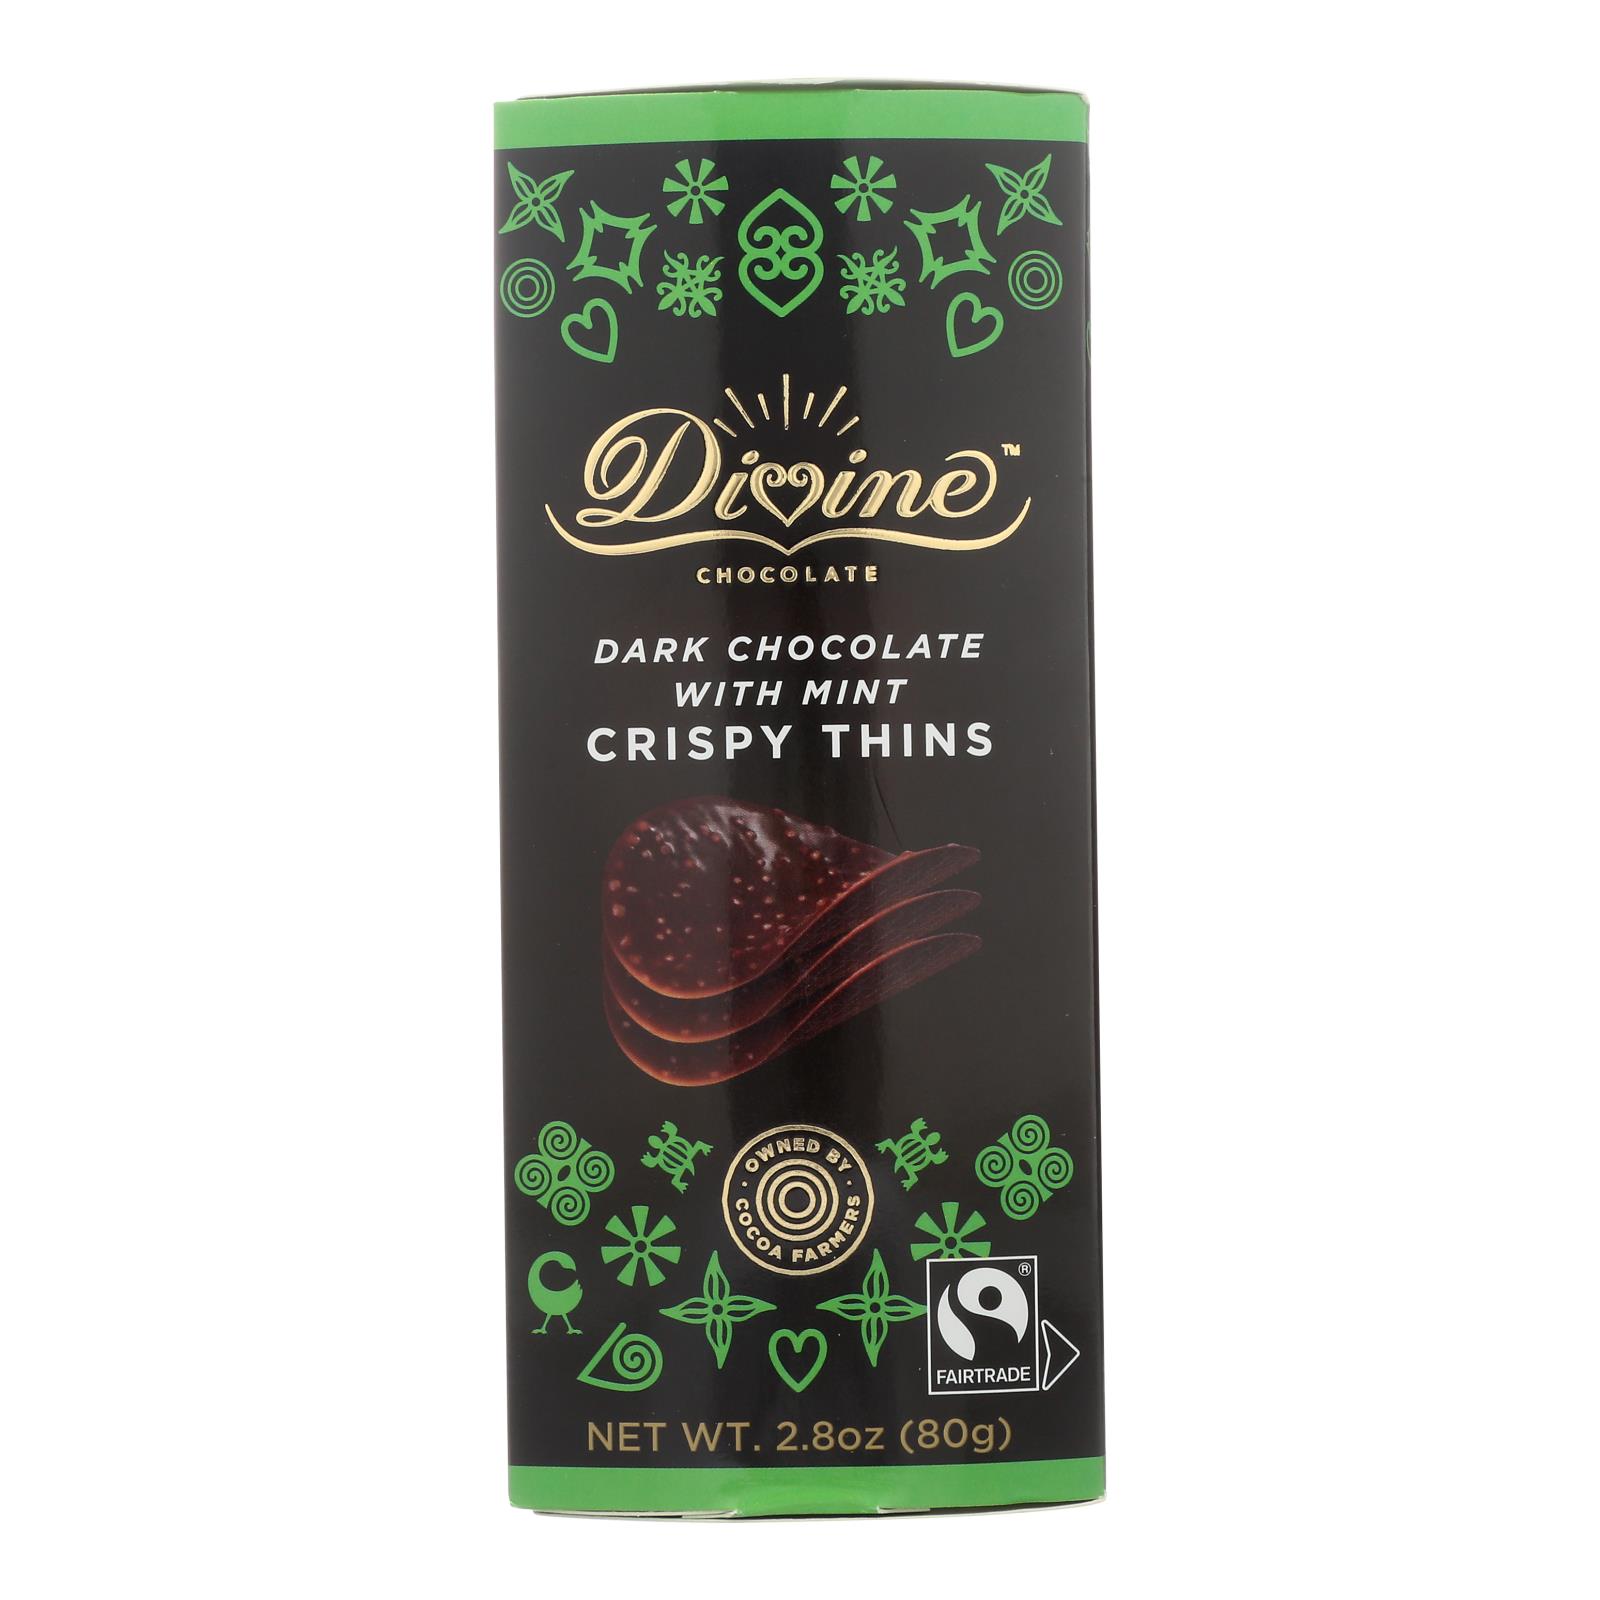 Divine™
CHOCOLATE
DARK CHOCOLATE
WITH MINT
CRISPY THINS
OWNED BY
COCOA FARMERS
®
FAIRTRADE
NET WT. 2.8oz (80g)